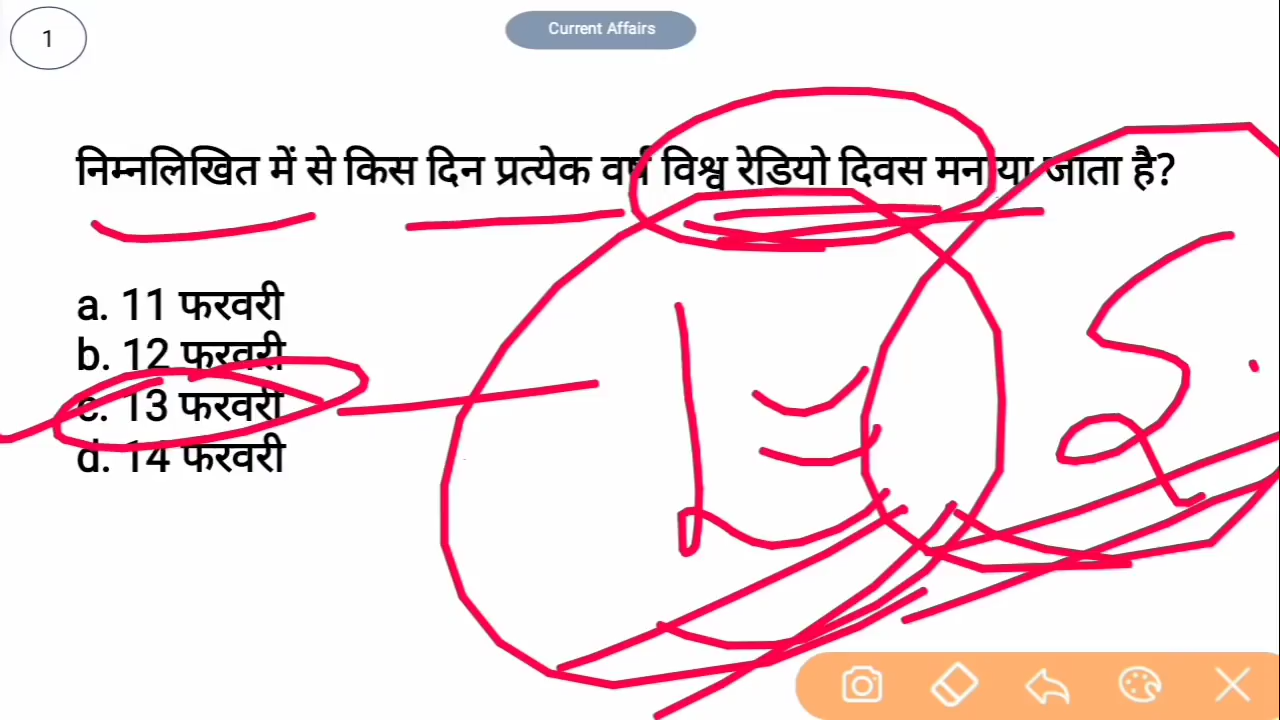 1
Current Affairs
निम्नलिखित में से किस दिन प्रत्येक वर्ष विश्व रेडियो दिवस मनाया जाता है?
a. 11 फरवरी
b. 12 फरवरी
c. 13 फरवरी
d. 14 फरवरी